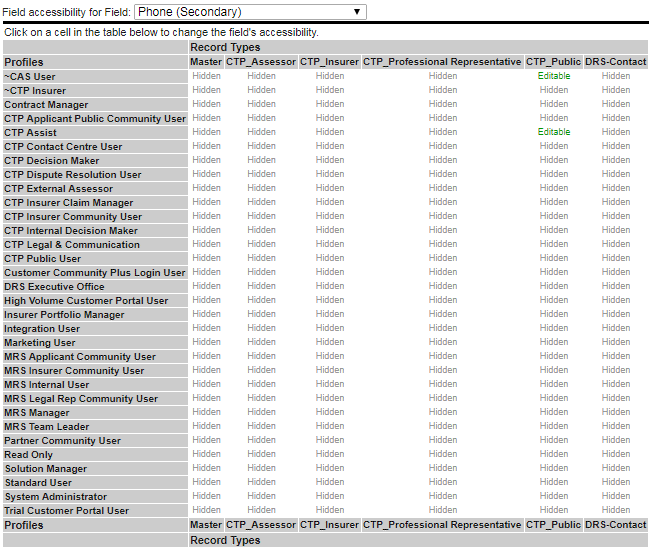 Field accessibility for Field: Phone (Secondary)
Click on a cell in the table below to change the field's accessibility.
Record Types
Profiles Master CTP_Assessor CTP_Insurer CTP_Professional Representative CTP_Public DRS-Contact
~CAS User Hidden Hidden Hidden Hidden Editable Hidden
~CTP Insurer Hidden Hidden Hidden Hidden Hidden Hidden
Contract Manager Hidden Hidden Hidden Hidden Hidden Hidden
CTP Applicant Public Community User Hidden Hidden Hidden Hidden Hidden Hidden
CTP Assist Hidden Hidden Hidden Hidden Editable Hidden
CTP Contact Centre User Hidden Hidden Hidden Hidden Hidden Hidden
CTP Decision Maker Hidden Hidden Hidden Hidden Hidden Hidden
CTP Dispute Resolution User Hidden Hidden Hidden Hidden Hidden Hidden
CTP External Assessor Hidden Hidden Hidden Hidden Hidden Hidden
CTP Insurer Claim Manager Hidden Hidden Hidden Hidden Hidden Hidden
CTP Insurer Community User Hidden Hidden Hidden Hidden Hidden Hidden
CTP Internal Decision Maker Hidden Hidden Hidden Hidden Hidden Hidden
CTP Legal & Communication Hidden Hidden Hidden Hidden Hidden Hidden
CTP Public User Hidden Hidden Hidden Hidden Hidden Hidden
Customer Community Plus Login User Hidden Hidden Hidden Hidden Hidden Hidden
DRS Executive Office Hidden Hidden Hidden Hidden Hidden Hidden
High Volume Customer Portal User Hidden Hidden Hidden Hidden Hidden Hidden
Insurer Portfolio Manager Hidden Hidden Hidden Hidden Hidden Hidden
Integration User Hidden Hidden Hidden Hidden Hidden Hidden
Marketing User Hidden Hidden Hidden Hidden Hidden Hidden
MRS Applicant Community User Hidden Hidden Hidden Hidden Hidden Hidden
MRS Insurer Community User Hidden Hidden Hidden Hidden Hidden Hidden
MRS Internal User Hidden Hidden Hidden Hidden Hidden Hidden
MRS Legal Rep Community User Hidden Hidden Hidden Hidden Hidden Hidden
MRS Manager Hidden Hidden Hidden Hidden Hidden Hidden
MRS Team Leader Hidden Hidden Hidden Hidden Hidden Hidden
Partner Community User Hidden Hidden Hidden Hidden Hidden Hidden
Read Only Hidden Hidden Hidden Hidden Hidden Hidden
Solution Manager Hidden Hidden Hidden Hidden Hidden Hidden
Standard User Hidden Hidden Hidden Hidden Hidden Hidden
System Administrator Hidden Hidden Hidden Hidden Hidden Hidden
Trial Customer Portal User Hidden Hidden Hidden Hidden Hidden Hidden
Profiles Master CTP_Assessor CTP_Insurer CTP_Professional Representative CTP_Public DRS-Contact
Record Types